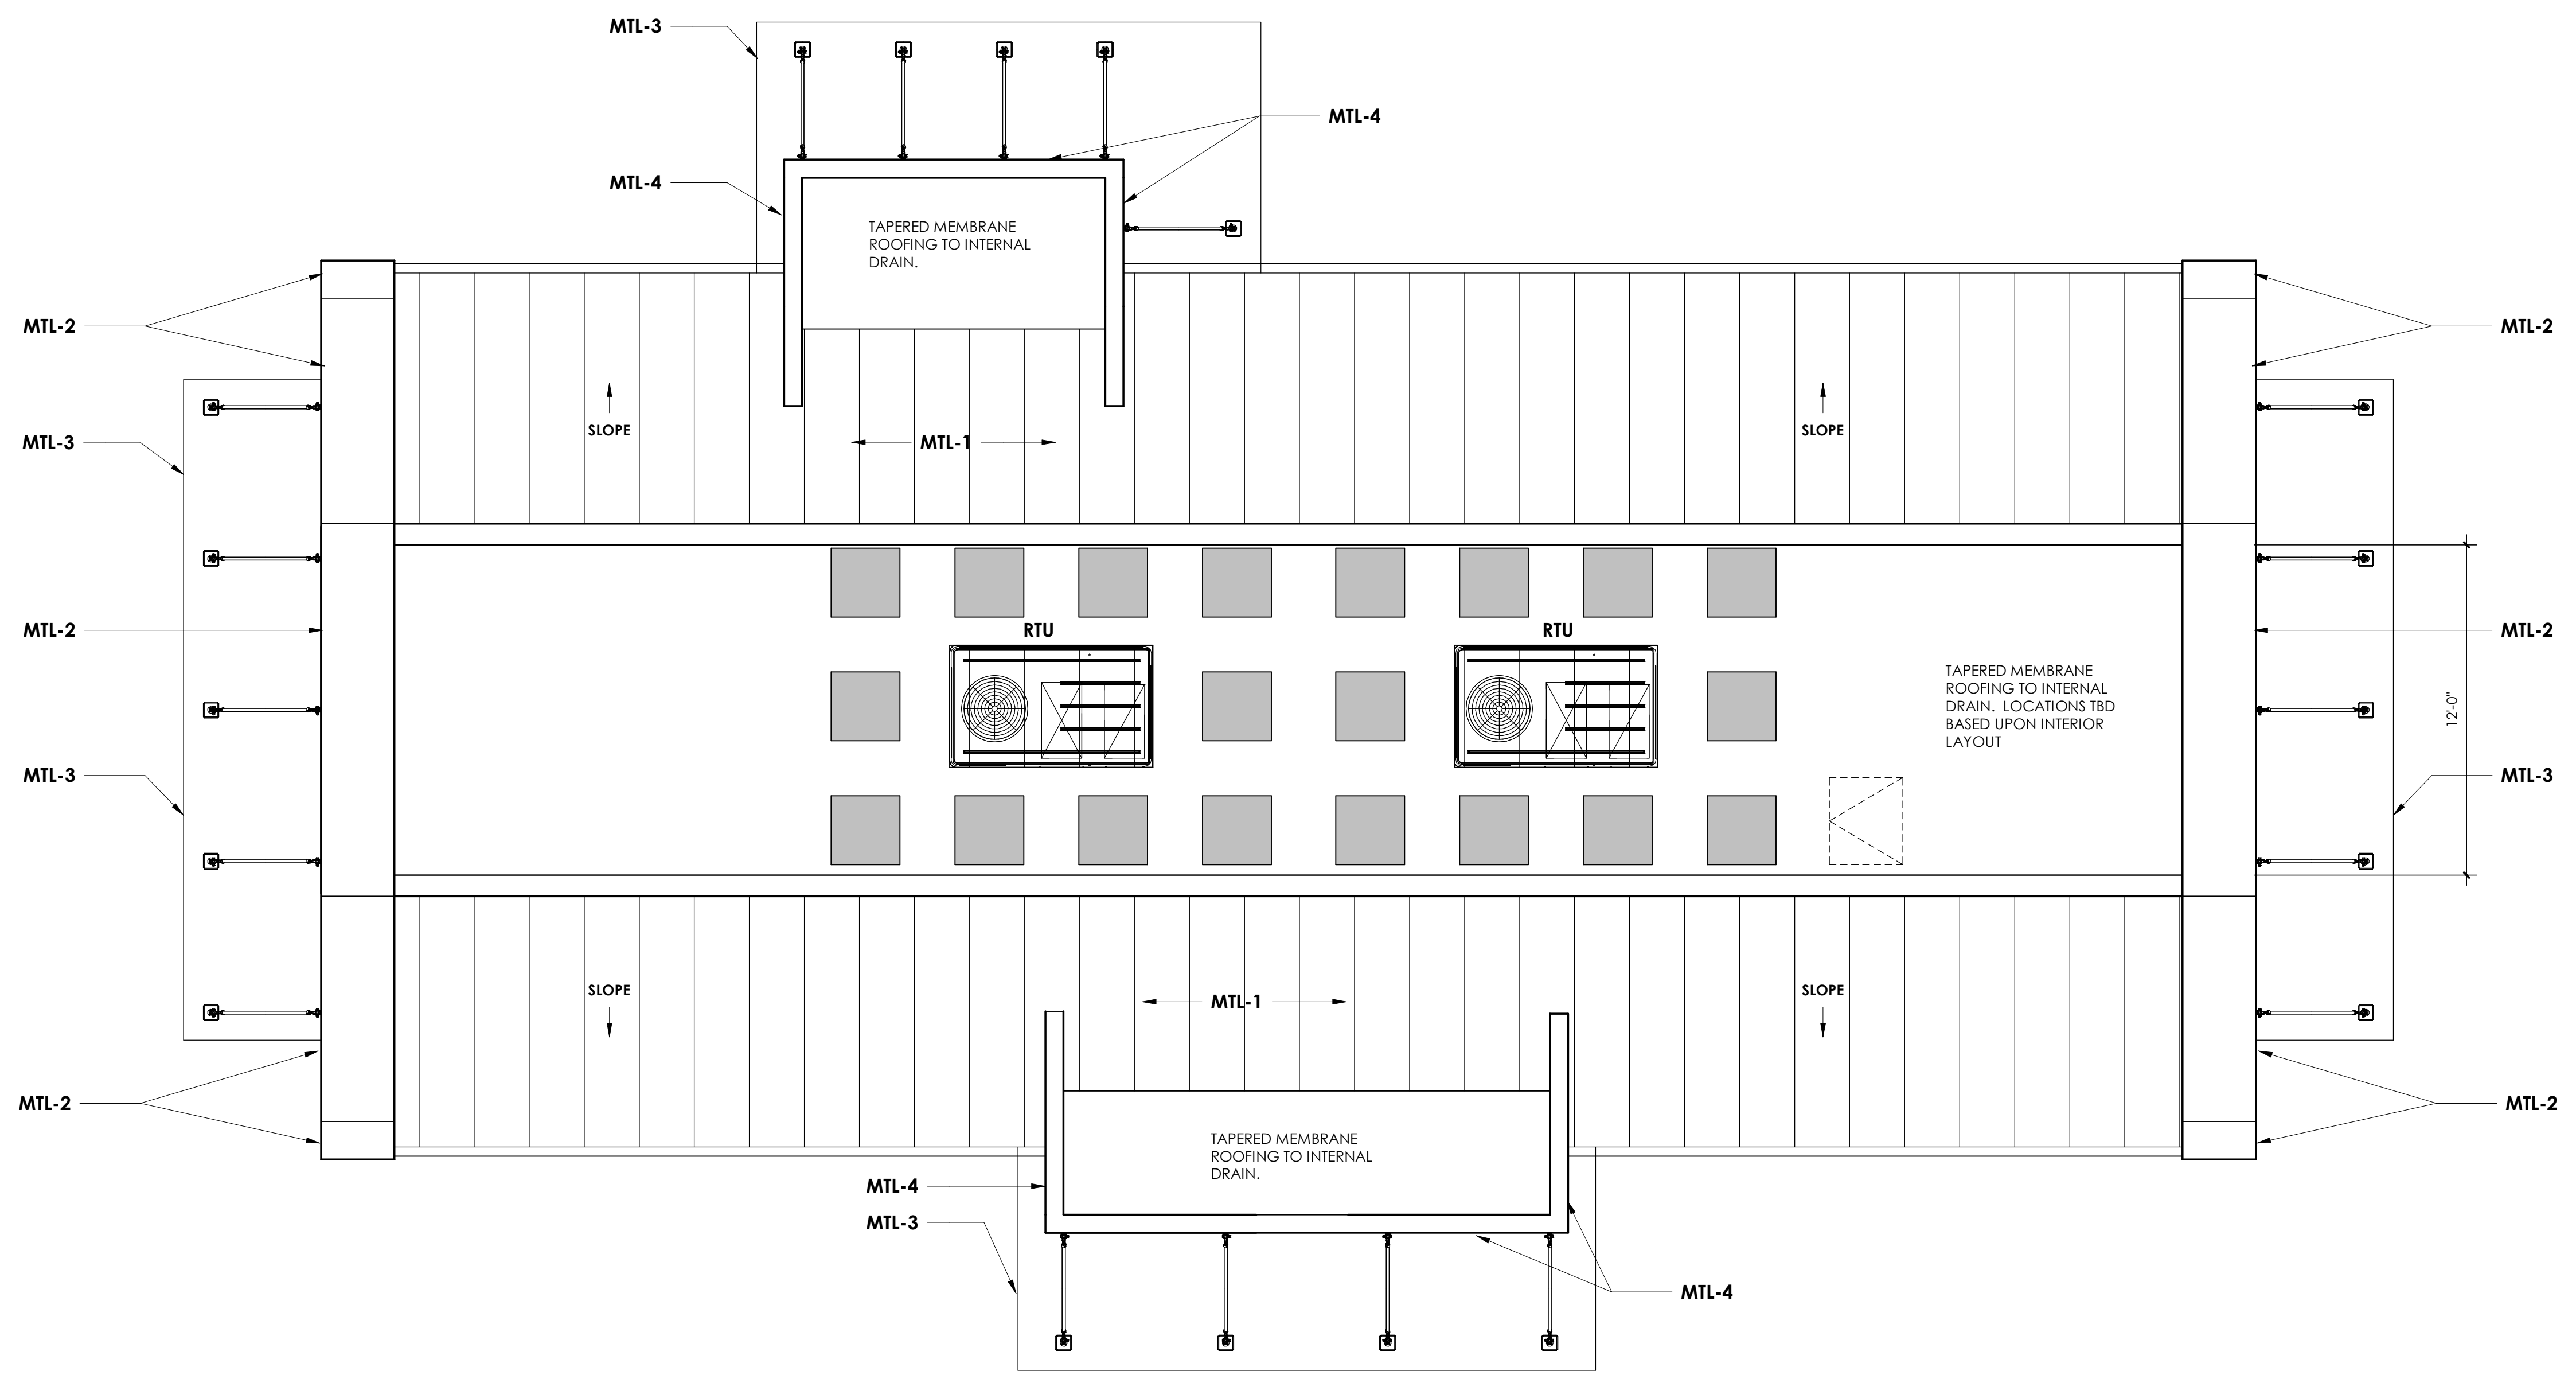 MTL-3
MTL-4
MTL-4
TAPERED MEMBRANE
ROOFING TO INTERNAL
DRAIN.
MTL-2
MTL-2
SLOPE
SLOPE
MTL-3
MTL-1
RTU
RTU
MTL-2
MTL-2
TAPERED MEMBRANE
ROOFING TO INTERNAL
DRAIN.  LOCATIONS TBD
BASED UPON INTERIOR
LAYOUT
12'-0"
MTL-3
MTL-3
SLOPE
SLOPE
MTL-1
MTL-2
MTL-2
TAPERED MEMBRANE
ROOFING TO INTERNAL
DRAIN.
MTL-4
MTL-3
MTL-4